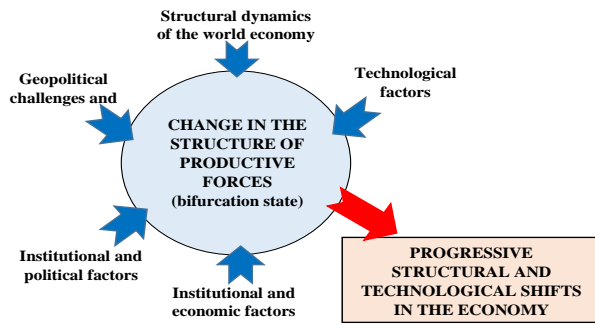 Structural dynamics
of the world economy
Geopolitical
challenges and
Technological
factors
CHANGE IN THE
STRUCTURE OF
PRODUCTIVE
FORCES
(bifurcation state)
Institutional and
political factors
Institutional and
economic factors
PROGRESSIVE
STRUCTURAL AND
TECHNOLOGICAL SHIFTS
IN THE ECONOMY